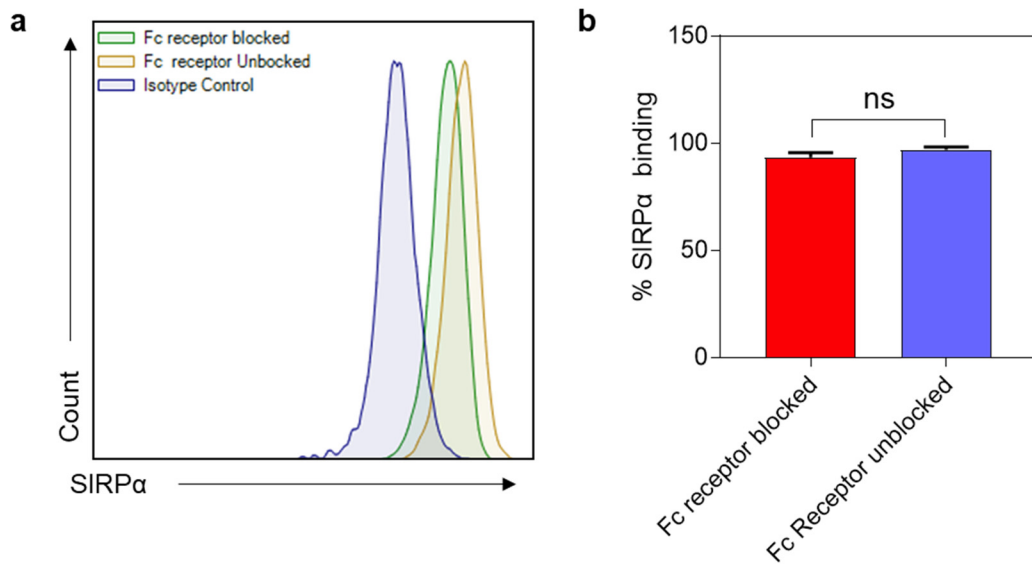 a
Fc receptor blocked
Fc receptor Unbocked
Isotype Control
Count
SIRPα
b
150
100
50
0
% SIRPα binding
ns
Fc receptor blocked
Fc Receptor unblocked